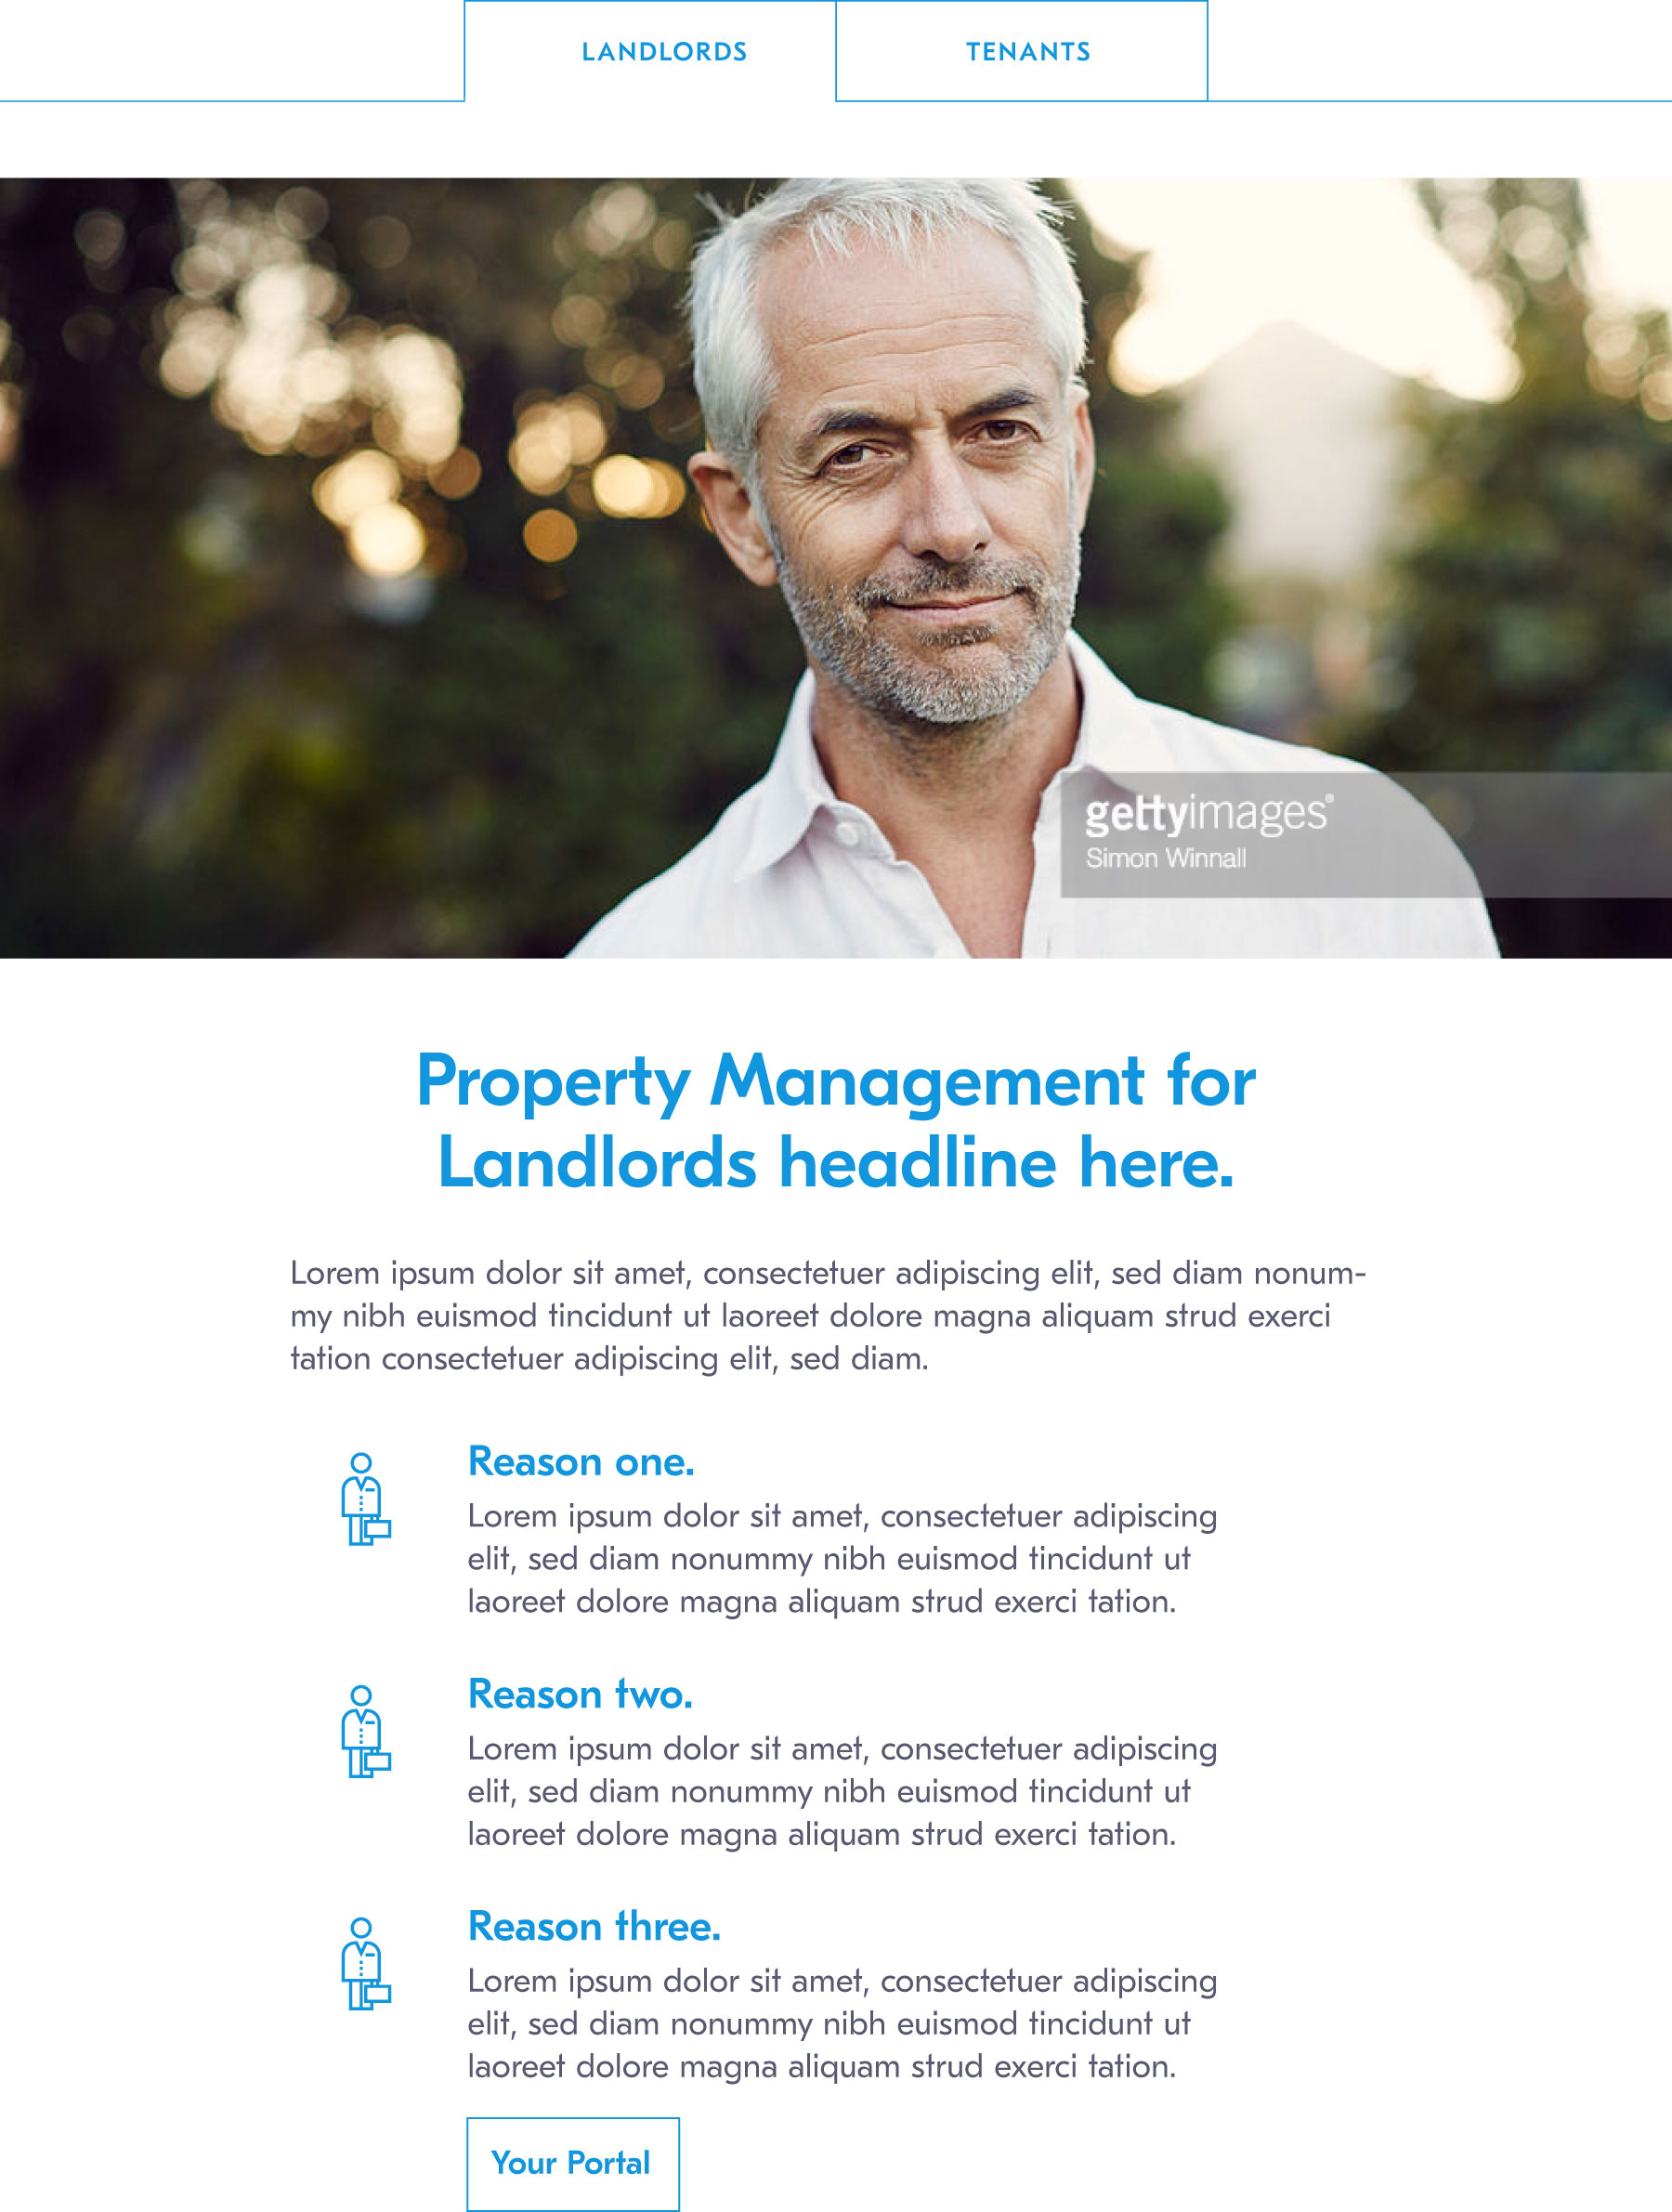 LANDLORDS
TENANTS
gettyimages®
Simon Winnall
Property Management for
Landlords headline here.
Lorem ipsum dolor sit amet, consectetuer adipiscing elit, sed diam nonum-
my nibh euismod tincidunt ut laoreet dolore magna aliquam strud exerci
tation consectetuer adipiscing elit, sed diam.
Reason one.
Lorem ipsum dolor sit amet, consectetuer adipiscing
elit, sed diam nonummy nibh euismod tincidunt ut
laoreet dolore magna aliquam strud exerci tation.
Reason two.
Lorem ipsum dolor sit amet, consectetuer adipiscing
elit, sed diam nonummy nibh euismod tincidunt ut
laoreet dolore magna aliquam strud exerci tation.
Reason three.
Lorem ipsum dolor sit amet, consectetuer adipiscing
elit, sed diam nonummy nibh euismod tincidunt ut
laoreet dolore magna aliquam strud exerci tation.
Your Portal